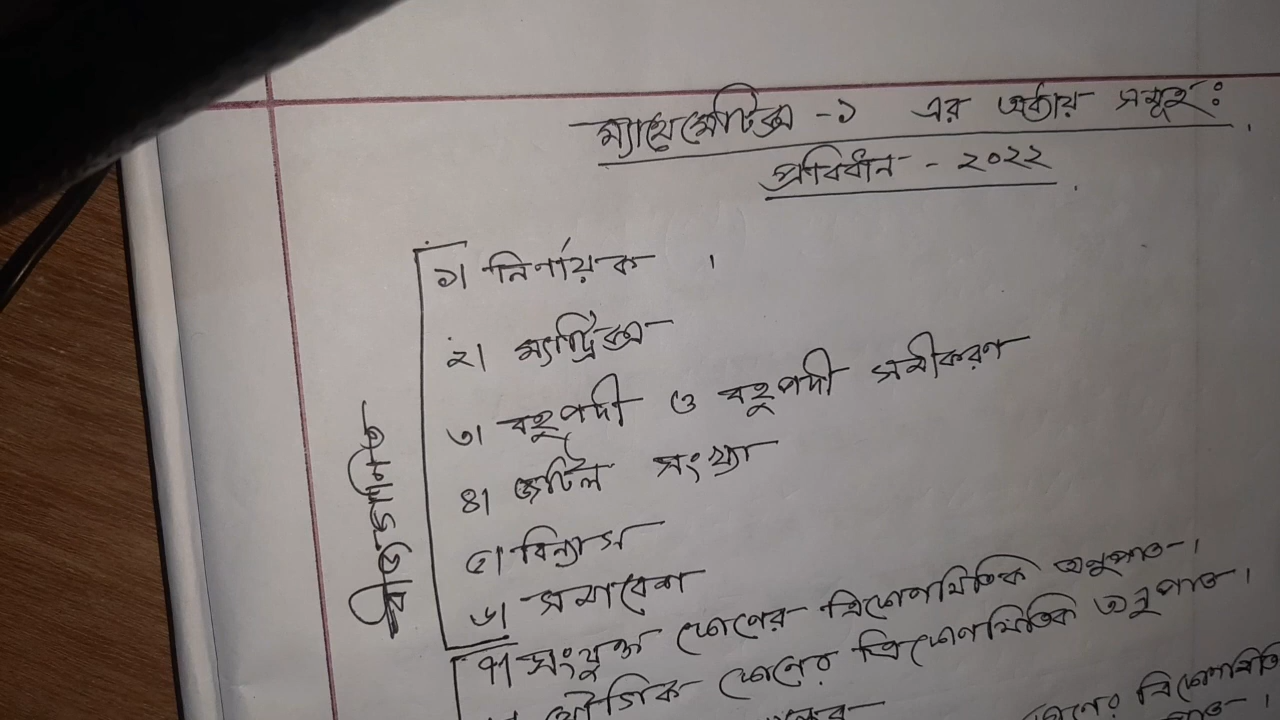 ম্যাথমেটিক্স -১ এর অধ্যায় সমূহ:
প্রবিধান - ২০২২
বীজগণিত
১। নির্ণায়ক ।
২। ম্যাট্রিক্স
৩। বহুপদী ও বহুপদী সমীকরণ
৪। জটিল সংখ্যা
৫। বিন্যাস
৬। সমাবেশ
৭। সংযুক্ত কোণের ত্রিকোণমিতিক অনুপাত।
যৌগিক কোণের ত্রিকোণমিতিক অনুপাত।